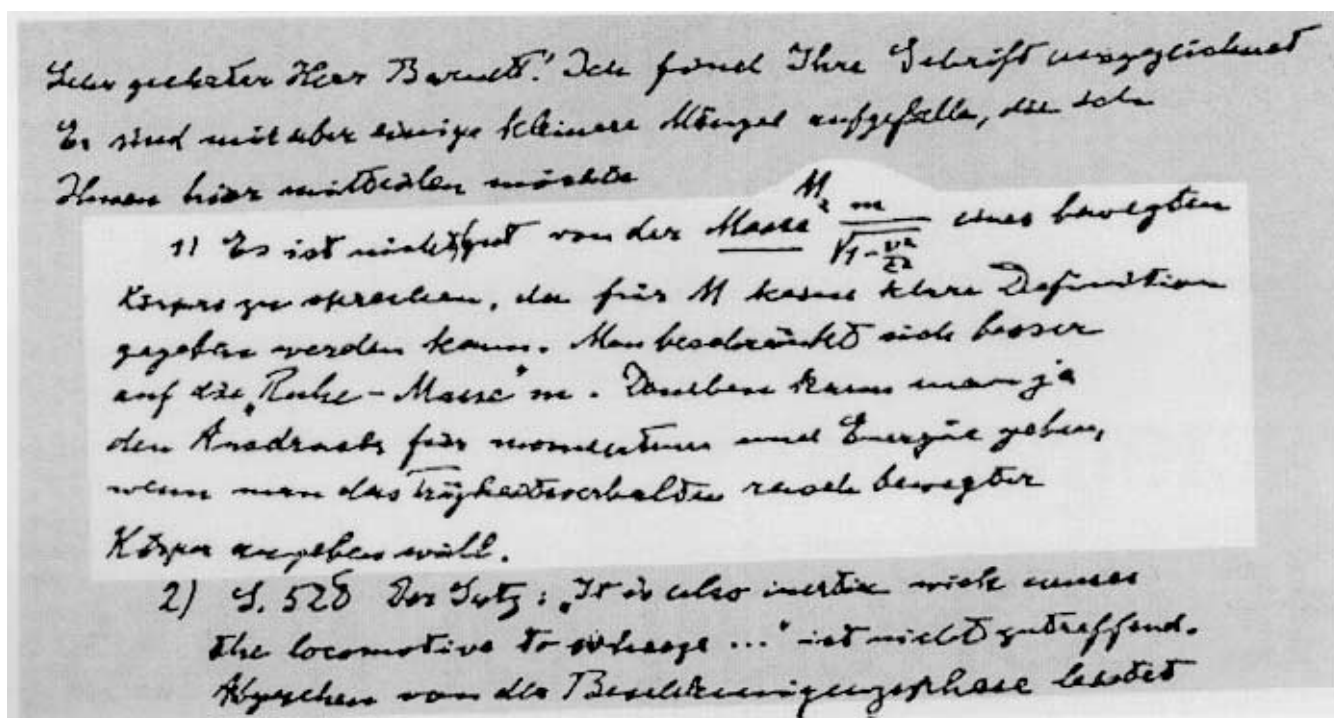 Sehr geehrter Herr Barnett! Ich finde Ihre Schrift ausgezeichnet
Es sind mir aber einige kleinere Mängel aufgefallen, die ich
Ihnen hier mitteilen möchte
1) Es ist nicht gut von der Masse M = m/√(1-v²/c²) eines bewegten
Körpers zu sprechen, da für M keine klare Definition
gegeben werden kann. Man beschränkt sich besser
auf die „Ruhe-Masse" m. Daneben kann man ja
den Ausdruck für momentum und Energie geben,
wenn man das Trägheitsverhalten rasch bewegter
Körper angeben will.
2) S. 52 Der Satz: „It is also inertia which causes
the locomotive to ..." ist nicht zutreffend.
Abgesehen von der Beschleunigungsphase leistet